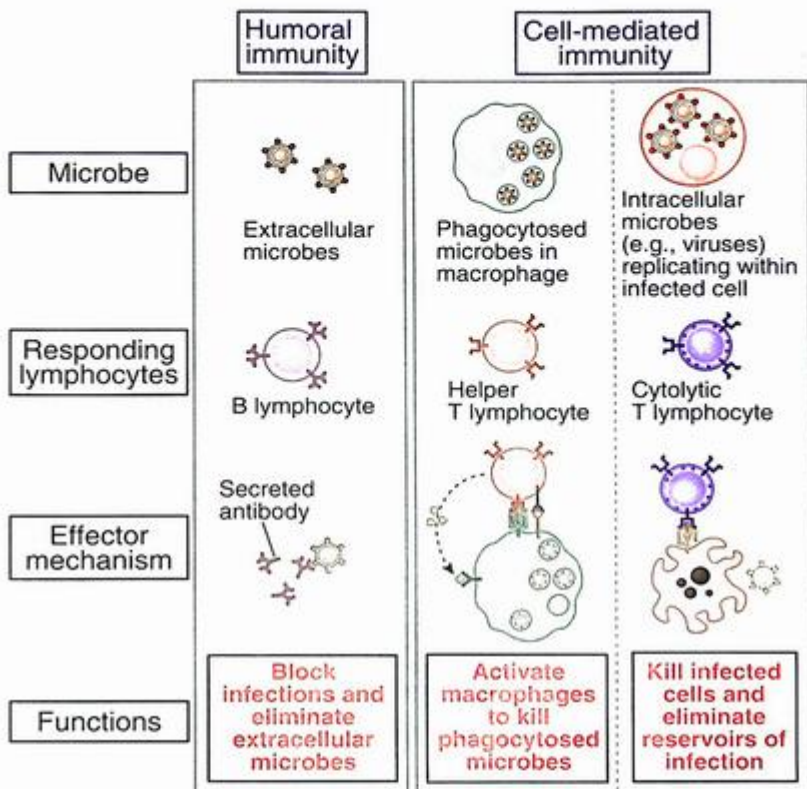 Humoral
immunity
Cell-mediated
immunity
Microbe
Extracellular
microbes
Phagocytosed
microbes in
macrophage
Intracellular
microbes
(e.g., viruses)
replicating within
infected cell
Responding
lymphocytes
B lymphocyte
Helper
T lymphocyte
Cytolytic
T lymphocyte
Effector
mechanism
Secreted
antibody
Functions
Block
infections and
eliminate
extracellular
microbes
Activate
macrophages
to kill
phagocytosed
microbes
Kill infected
cells and
eliminate
reservoirs of
infection